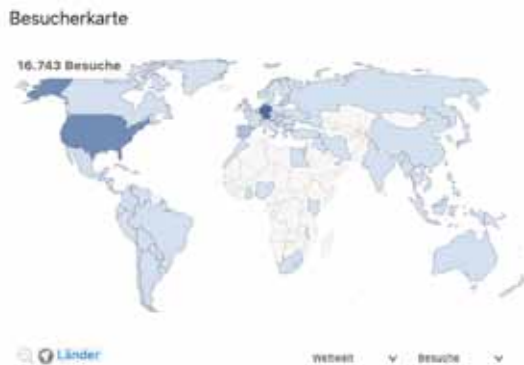 Besucherkarte
16.743 Besuche
Länder
Weltweit
Besuche